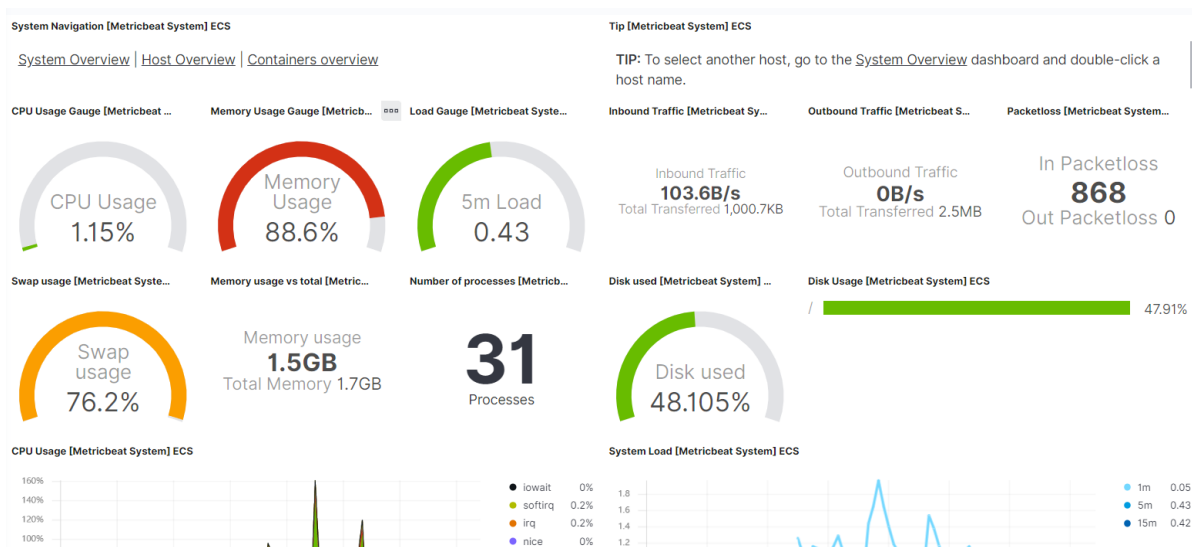 System Navigation [Metricbeat System] ECS
System Overview | Host Overview | Containers overview
Tip [Metricbeat System] ECS
TIP: To select another host, go to the System Overview dashboard and double-click a
host name.
CPU Usage Gauge [Metricbeat ...
CPU Usage
1.15%
Memory Usage Gauge [Metricb...
Memory
Usage
88.6%
Load Gauge [Metricbeat Syste...
5m Load
0.43
Inbound Traffic [Metricbeat Sy...
Inbound Traffic
103.6B/s
Total Transferred 1,000.7KB
Outbound Traffic [Metricbeat S...
Outbound Traffic
0B/s
Total Transferred 2.5MB
Packetloss [Metricbeat System...
In Packetloss
868
Out Packetloss 0
Swap usage [Metricbeat Syste...
Swap
usage
76.2%
Memory usage vs total [Metric...
Memory usage
1.5GB
Total Memory 1.7GB
Number of processes [Metricb...
31
Processes
Disk used [Metricbeat System] ...
Disk used
48.105%
Disk Usage [Metricbeat System] ECS
/ 47.91%
CPU Usage [Metricbeat System] ECS
160%
140%
120%
100%
iowait 0%
softirq 0.2%
irq 0.2%
nice 0%
System Load [Metricbeat System] ECS
1.8
1.6
1.4
1.2
1m 0.05
5m 0.43
15m 0.42